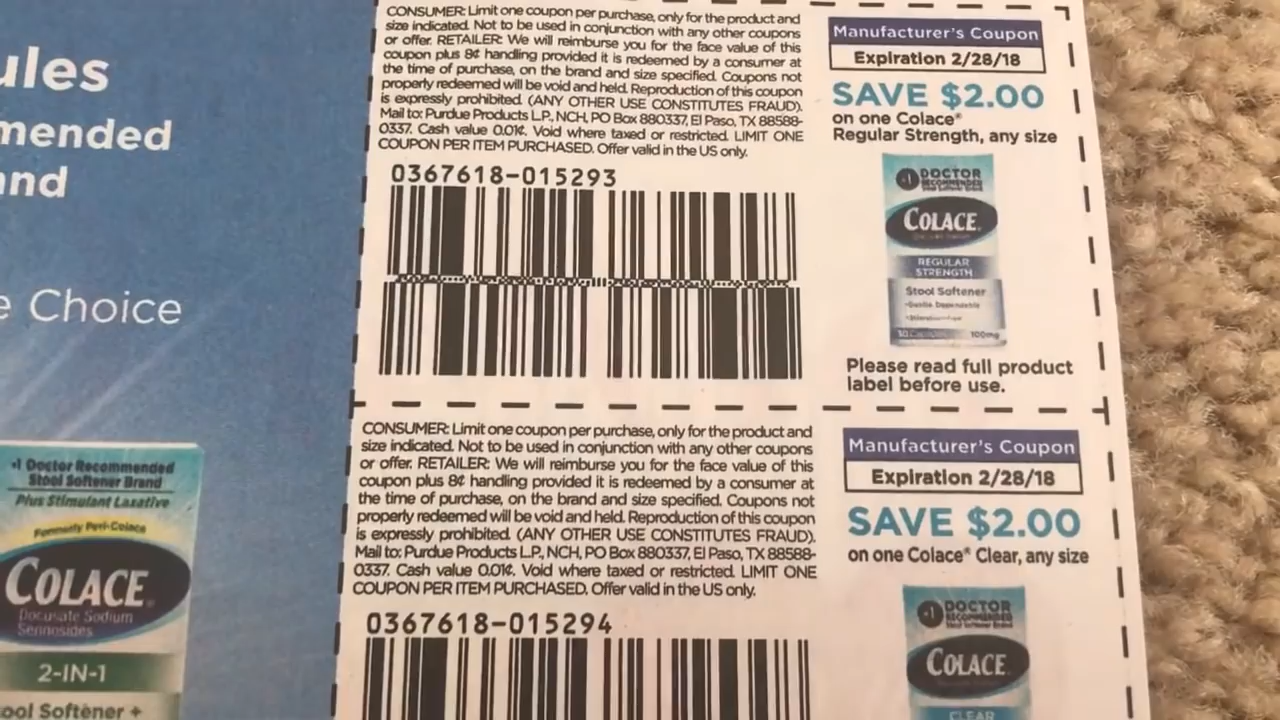 ules
mended
and
e Choice
#1 Doctor Recommended
Stool Softener Brand
Plus Stimulant Laxative
Formerly Peri-Colace
COLACE
Docusate Sodium
Sennosides
2-IN-1
ool Softener +
CONSUMER: Limit one coupon per purchase, only for the product and
size indicated. Not to be used in conjunction with any other coupons
or offer. RETAILER: We will reimburse you for the face value of this
coupon plus 8¢ handling provided it is redeemed by a consumer at
the time of purchase, on the brand and size specified. Coupons not
properly redeemed will be void and held. Reproduction of this coupon
is expressly prohibited. (ANY OTHER USE CONSTITUTES FRAUD).
Mail to: Purdue Products L.P., NCH, PO Box 880337, El Paso, TX 88588-
0337. Cash value 0.01¢. Void where taxed or restricted. LIMIT ONE
COUPON PER ITEM PURCHASED. Offer valid in the US only.
0367618-015293
Manufacturer's Coupon
Expiration 2/28/18
SAVE $2.00
on one Colace®
Regular Strength, any size
#1 DOCTOR
RECOMMENDED
Stool Softener Brand
COLACE
REGULAR
STRENGTH
Stool Softener
100mg
Please read full product
label before use.
CONSUMER: Limit one coupon per purchase, only for the product and
size indicated. Not to be used in conjunction with any other coupons
or offer. RETAILER: We will reimburse you for the face value of this
coupon plus 8¢ handling provided it is redeemed by a consumer at
the time of purchase, on the brand and size specified. Coupons not
properly redeemed will be void and held. Reproduction of this coupon
is expressly prohibited. (ANY OTHER USE CONSTITUTES FRAUD).
Mail to: Purdue Products L.P., NCH, PO Box 880337, El Paso, TX 88588-
0337. Cash value 0.01¢. Void where taxed or restricted. LIMIT ONE
COUPON PER ITEM PURCHASED. Offer valid in the US only.
0367618-015294
Manufacturer's Coupon
Expiration 2/28/18
SAVE $2.00
on one Colace® Clear, any size
#1 DOCTOR
RECOMMENDED
Stool Softener Brand
COLACE
CLEAR